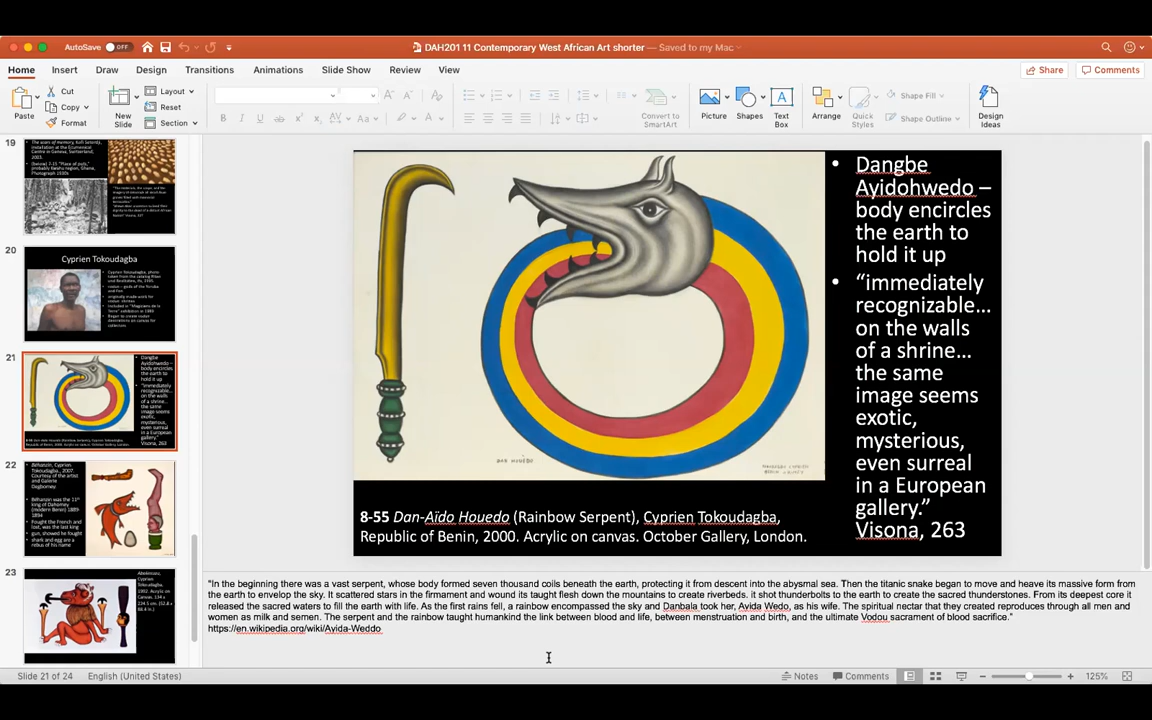 AutoSave OFF
DAH201 11 Contemporary West African Art shorter — Saved to my Mac
Home Insert Draw Design Transitions Animations Slide Show Review View
Share Comments
Paste
Cut
Copy
Format
New Slide
Layout
Reset
Section
Convert to SmartArt
Picture
Shapes
Text Box
Arrange
Quick Styles
Shape Fill
Shape Outline
Design Ideas
19
20
Cyprien Tokoudagba
21
22
23
• Dangbe
Ayidohwedo –
body encircles
the earth to
hold it up
• “immediately
recognizable...
on the walls
of a shrine...
the same
image seems
exotic,
mysterious,
even surreal
in a European
gallery.”
Visona, 263
8-55 Dan-Aïdo Houedo (Rainbow Serpent), Cyprien Tokoudagba,
Republic of Benin, 2000. Acrylic on canvas. October Gallery, London.
"In the beginning there was a vast serpent, whose body formed seven thousand coils beneath the earth, protecting it from descent into the abysmal sea. Then the titanic snake began to move and heave its massive form from
the earth to envelop the sky. It scattered stars in the firmament and wound its taught flesh down the mountains to create riverbeds. it shot thunderbolts to the earth to create the sacred thunderstones. From its deepest core it
released the sacred waters to fill the earth with life. As the first rains fell, a rainbow encompassed the sky and Danbala took her, Ayida Wedo, as his wife. The spiritual nectar that they created reproduces through all men and
women as milk and semen. The serpent and the rainbow taught humankind the link between blood and life, between menstruation and birth, and the ultimate Vodou sacrament of blood sacrifice."
https://en.wikipedia.org/wiki/Ayida-Weddo
Slide 21 of 24 English (United States)
Notes Comments 125%